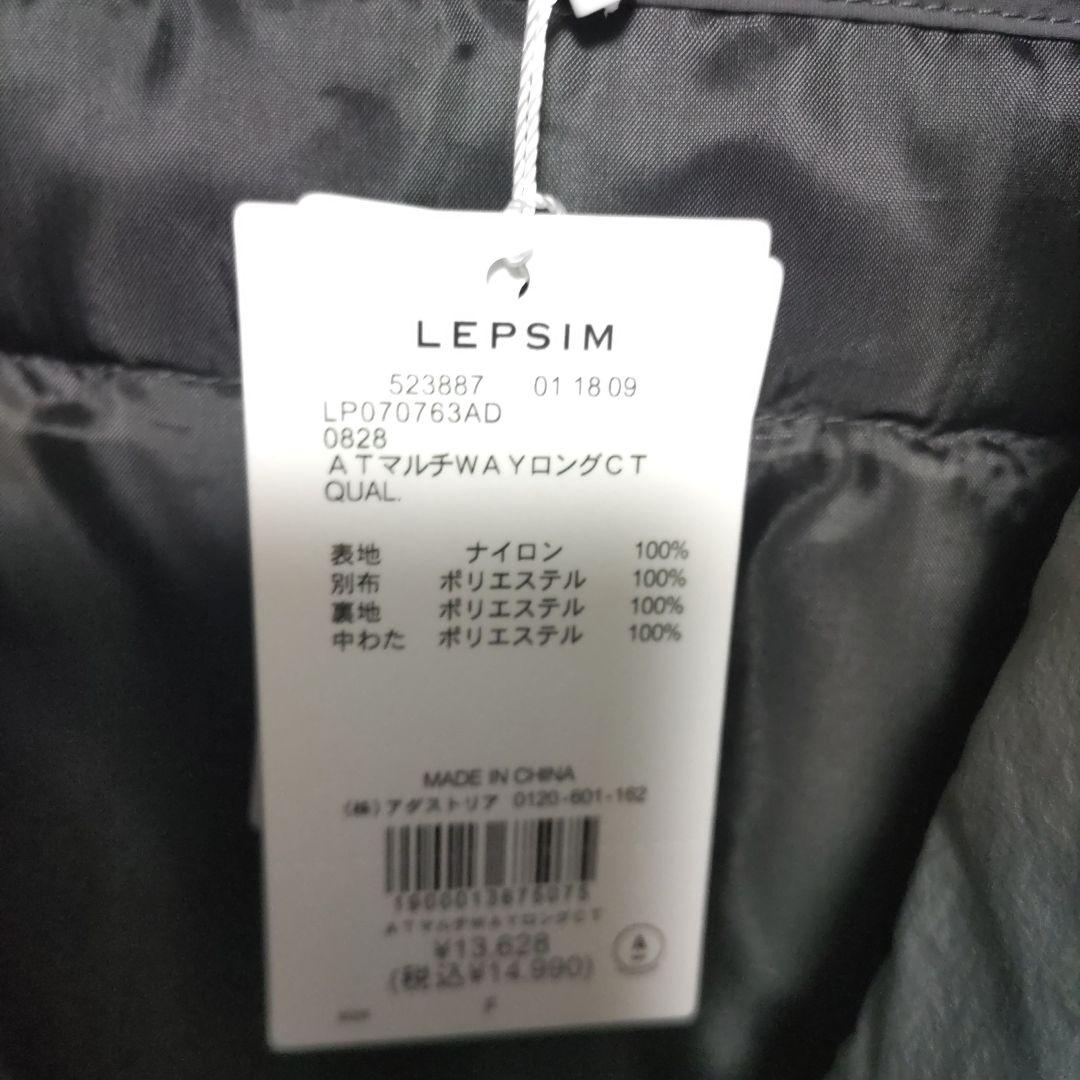 LEPSIM
523887 01 18 09
LP070763AD
0828
ATマルチWAYロングCT
QUAL.
表地 ナイロン 100%
別布 ポリエステル 100%
裏地 ポリエステル 100%
中わた ポリエステル 100%
MADE IN CHINA
(株)アダストリア 0120-601-162
1900013675075
ATマルチWAYロングCT
¥13,628
(税込¥14,990)
F